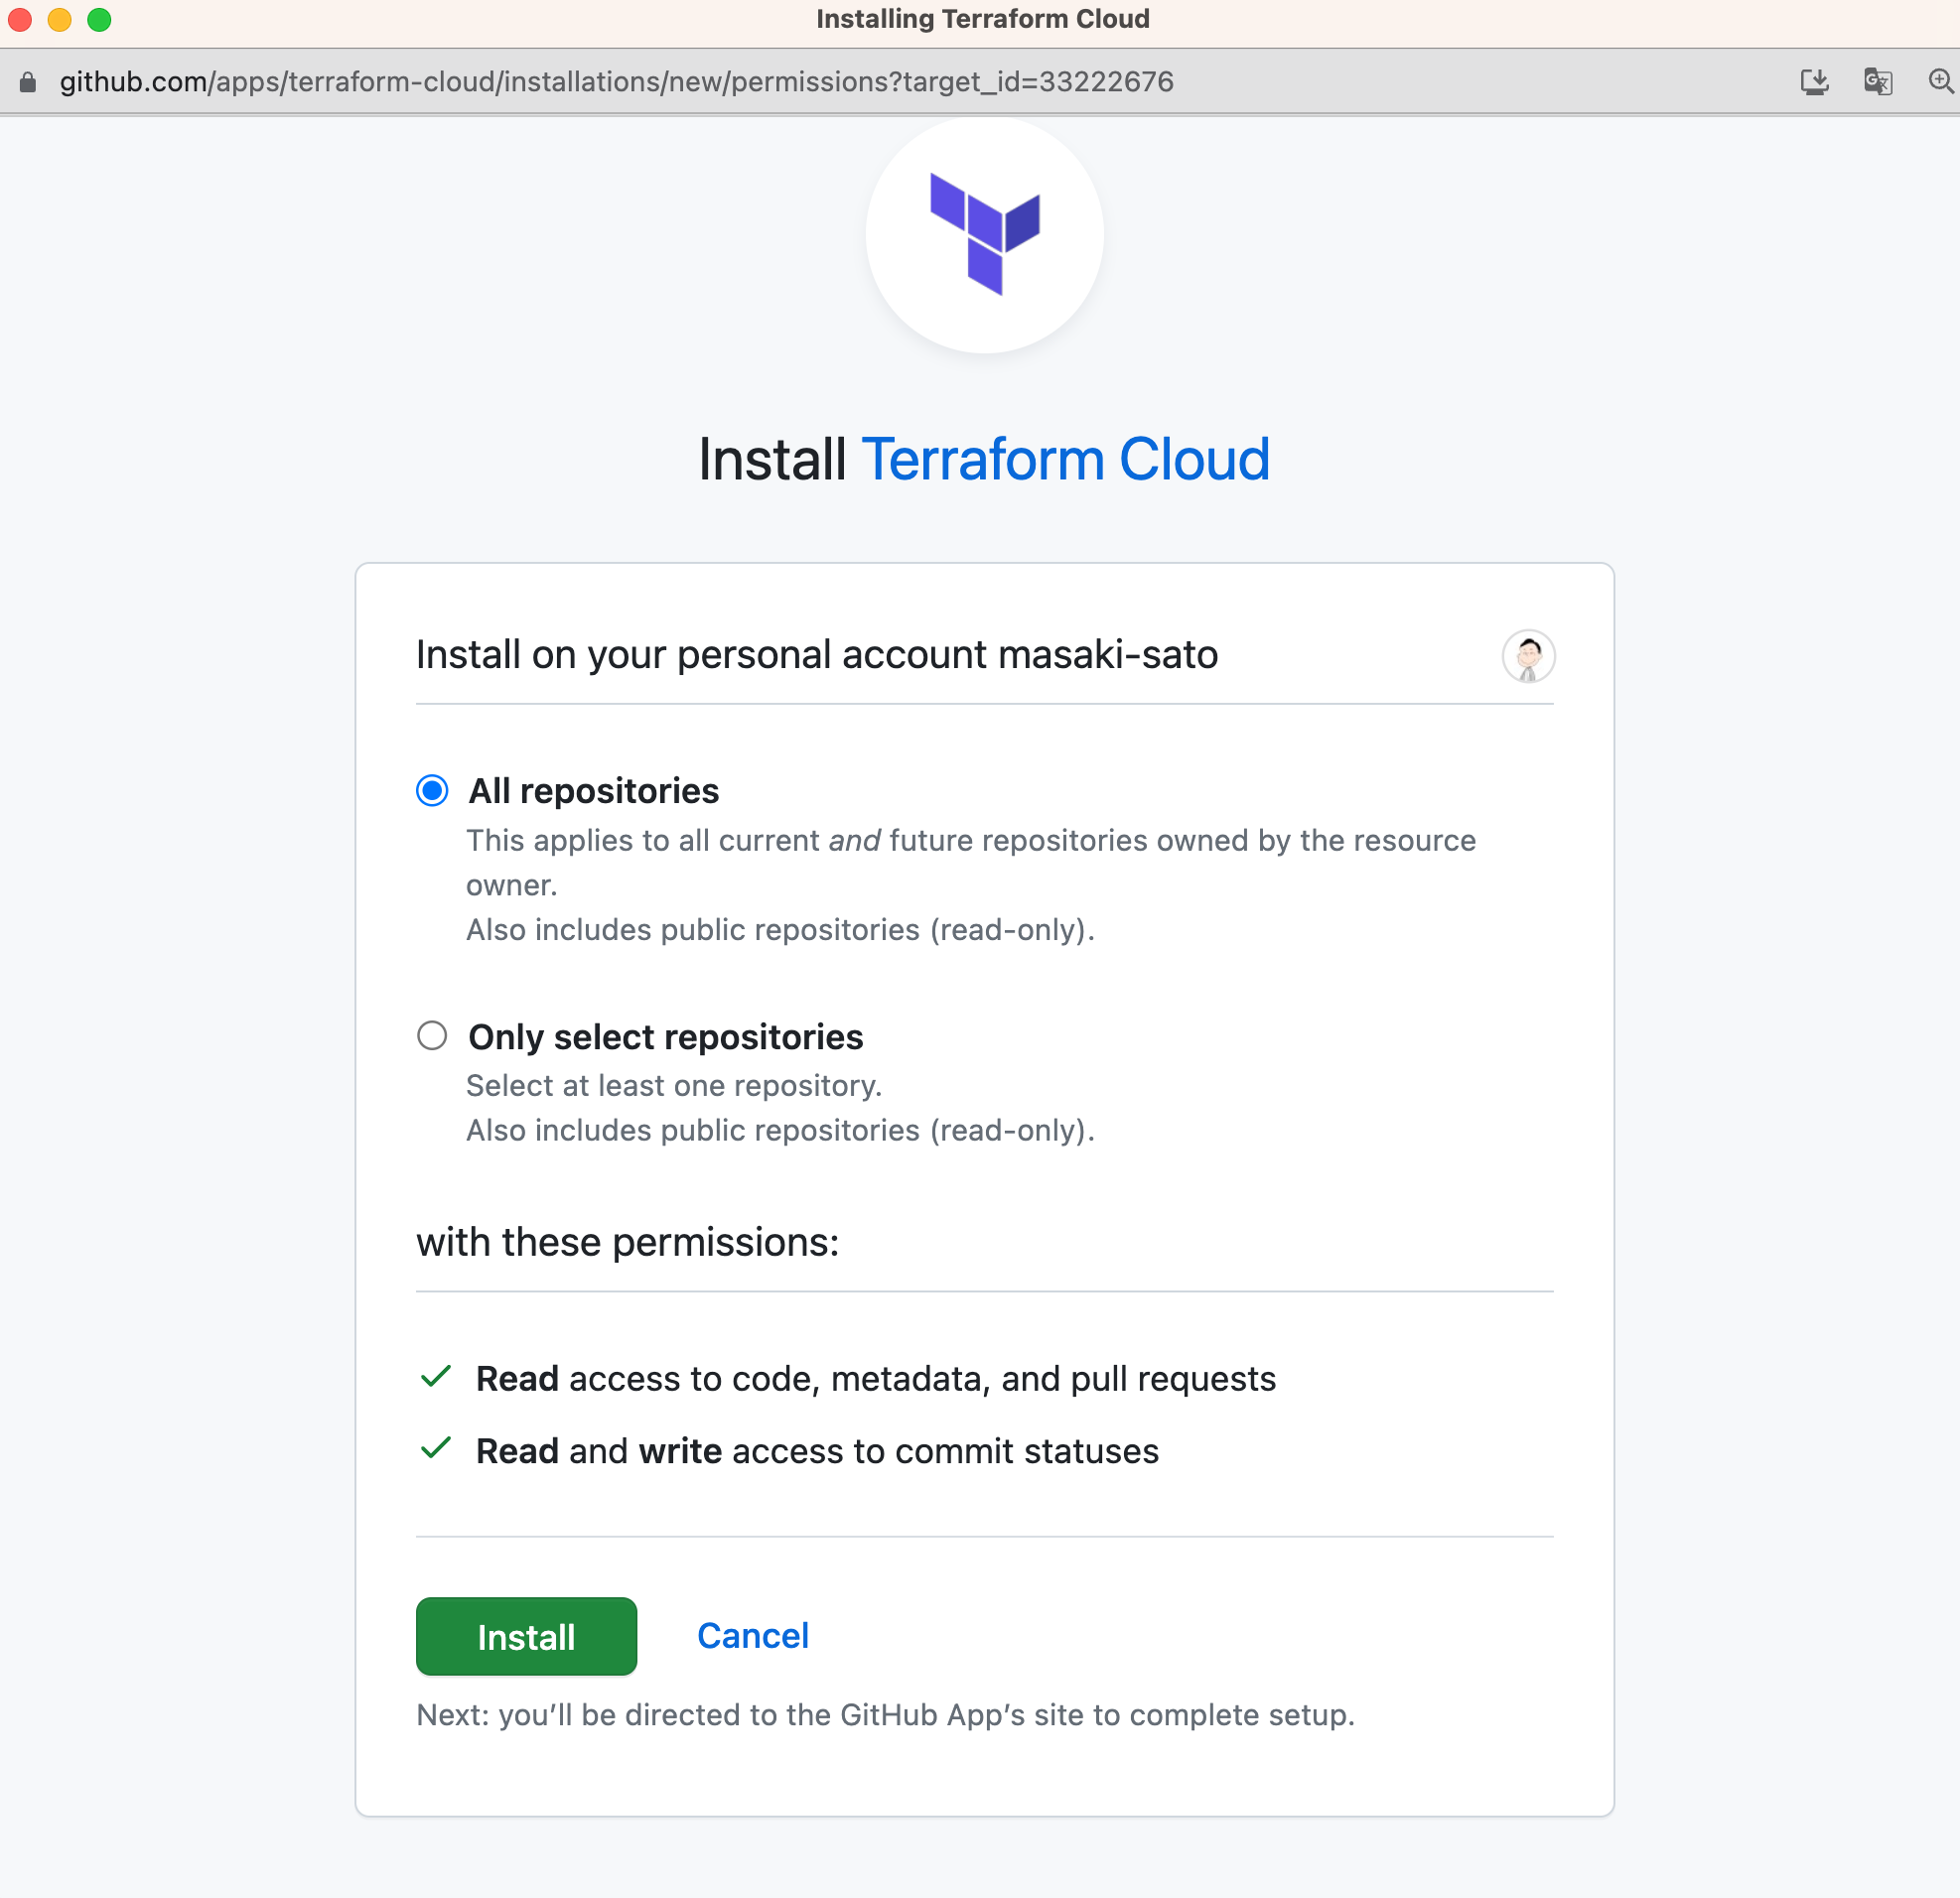 Installing Terraform Cloud
github.com/apps/terraform-cloud/installations/new/permissions?target_id=33222676
Install Terraform Cloud
Install on your personal account masaki-sato
All repositories
This applies to all current and future repositories owned by the resource
owner.
Also includes public repositories (read-only).
Only select repositories
Select at least one repository.
Also includes public repositories (read-only).
with these permissions:
Read access to code, metadata, and pull requests
Read and write access to commit statuses
Install Cancel
Next: you’ll be directed to the GitHub App’s site to complete setup.